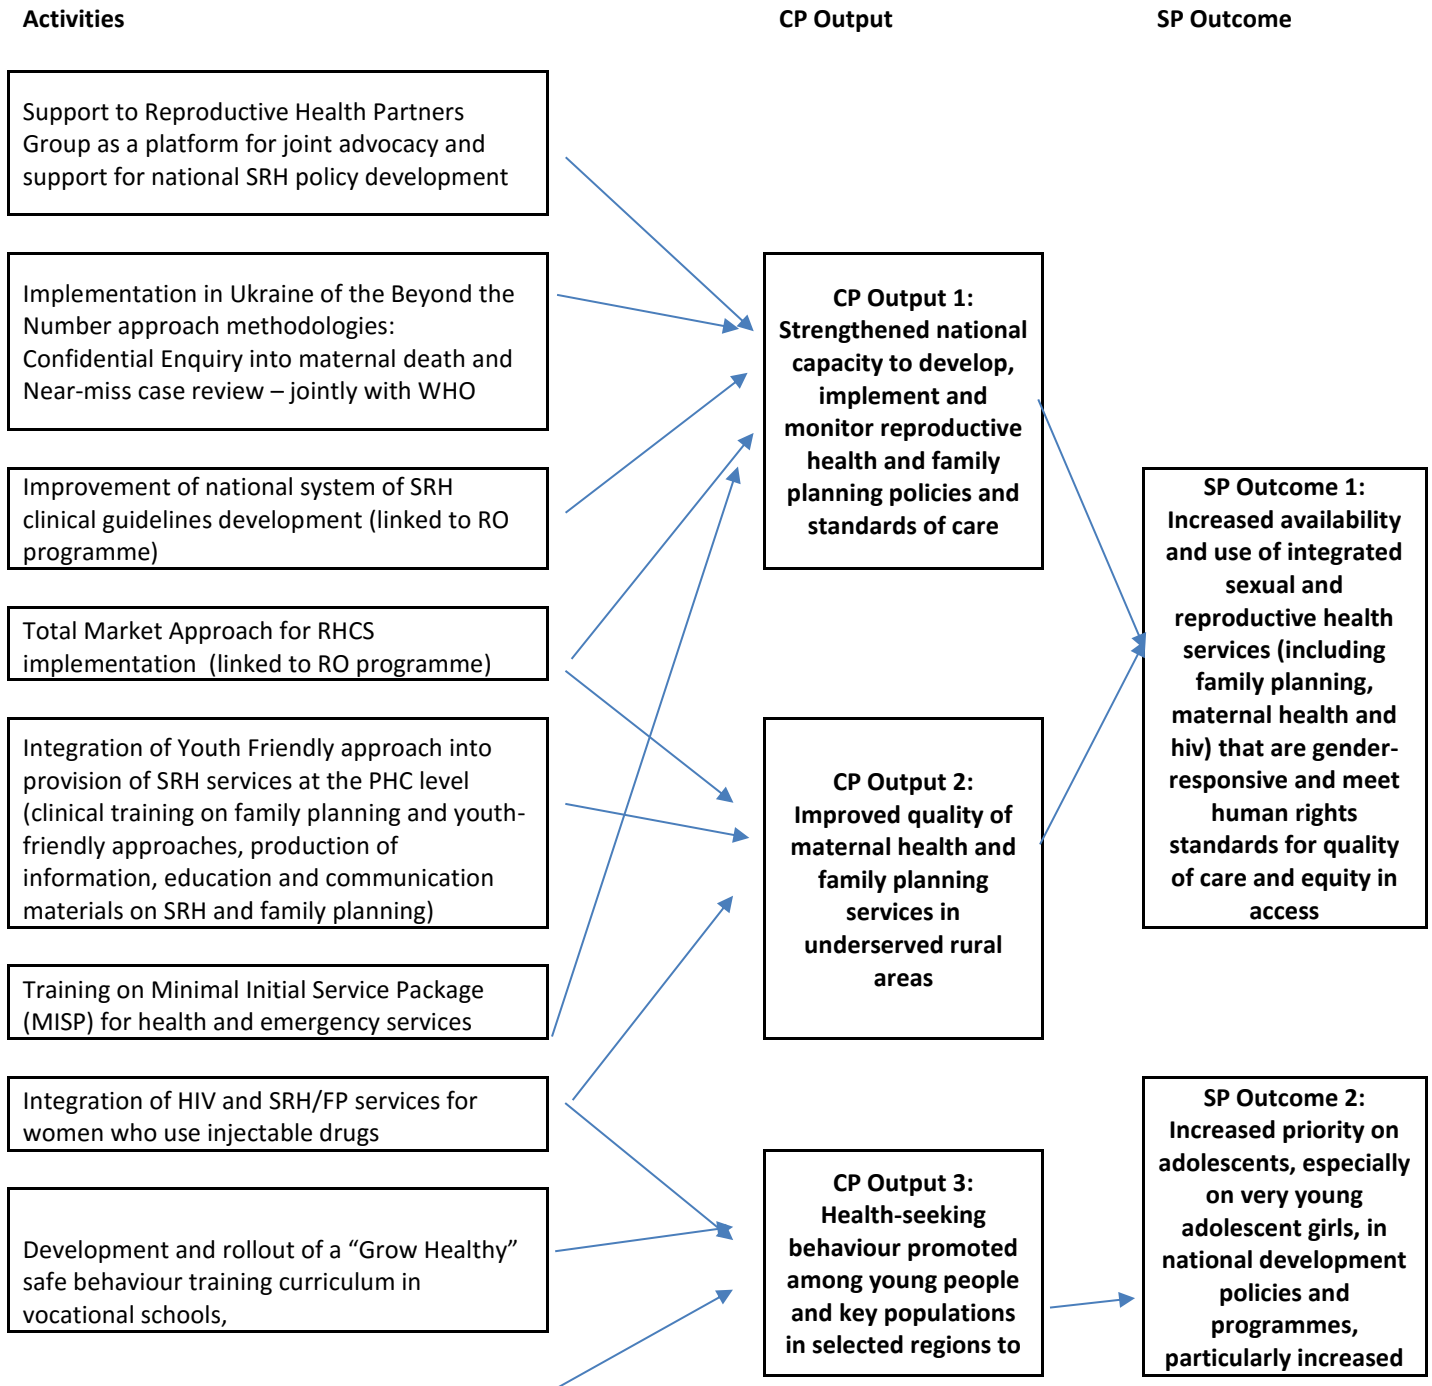 Activities
CP Output
SP Outcome
Support to Reproductive Health Partners
Group as a platform for joint advocacy and
support for national SRH policy development
Implementation in Ukraine of the Beyond the
Number approach methodologies:
Confidential Enquiry into maternal death and
Near-miss case review – jointly with WHO
Improvement of national system of SRH
clinical guidelines development (linked to RO
programme)
Total Market Approach for RHCS
implementation  (linked to RO programme)
Integration of Youth Friendly approach into
provision of SRH services at the PHC level
(clinical training on family planning and youth-
friendly approaches, production of
information, education and communication
materials on SRH and family planning)
Training on Minimal Initial Service Package
(MISP) for health and emergency services
Integration of HIV and SRH/FP services for
women who use injectable drugs
Development and rollout of a “Grow Healthy”
safe behaviour training curriculum in
vocational schools,
CP Output 1:
Strengthened national
capacity to develop,
implement and
monitor reproductive
health and family
planning policies and
standards of care
CP Output 2:
Improved quality of
maternal health and
family planning
services in
underserved rural
areas
CP Output 3:
Health-seeking
behaviour promoted
among young people
and key populations
in selected regions to
SP Outcome 1:
Increased availability
and use of integrated
sexual and
reproductive health
services (including
family planning,
maternal health and
hiv) that are gender-
responsive and meet
human rights
standards for quality
of care and equity in
access
SP Outcome 2:
Increased priority on
adolescents, especially
on very young
adolescent girls, in
national development
policies and
programmes,
particularly increased